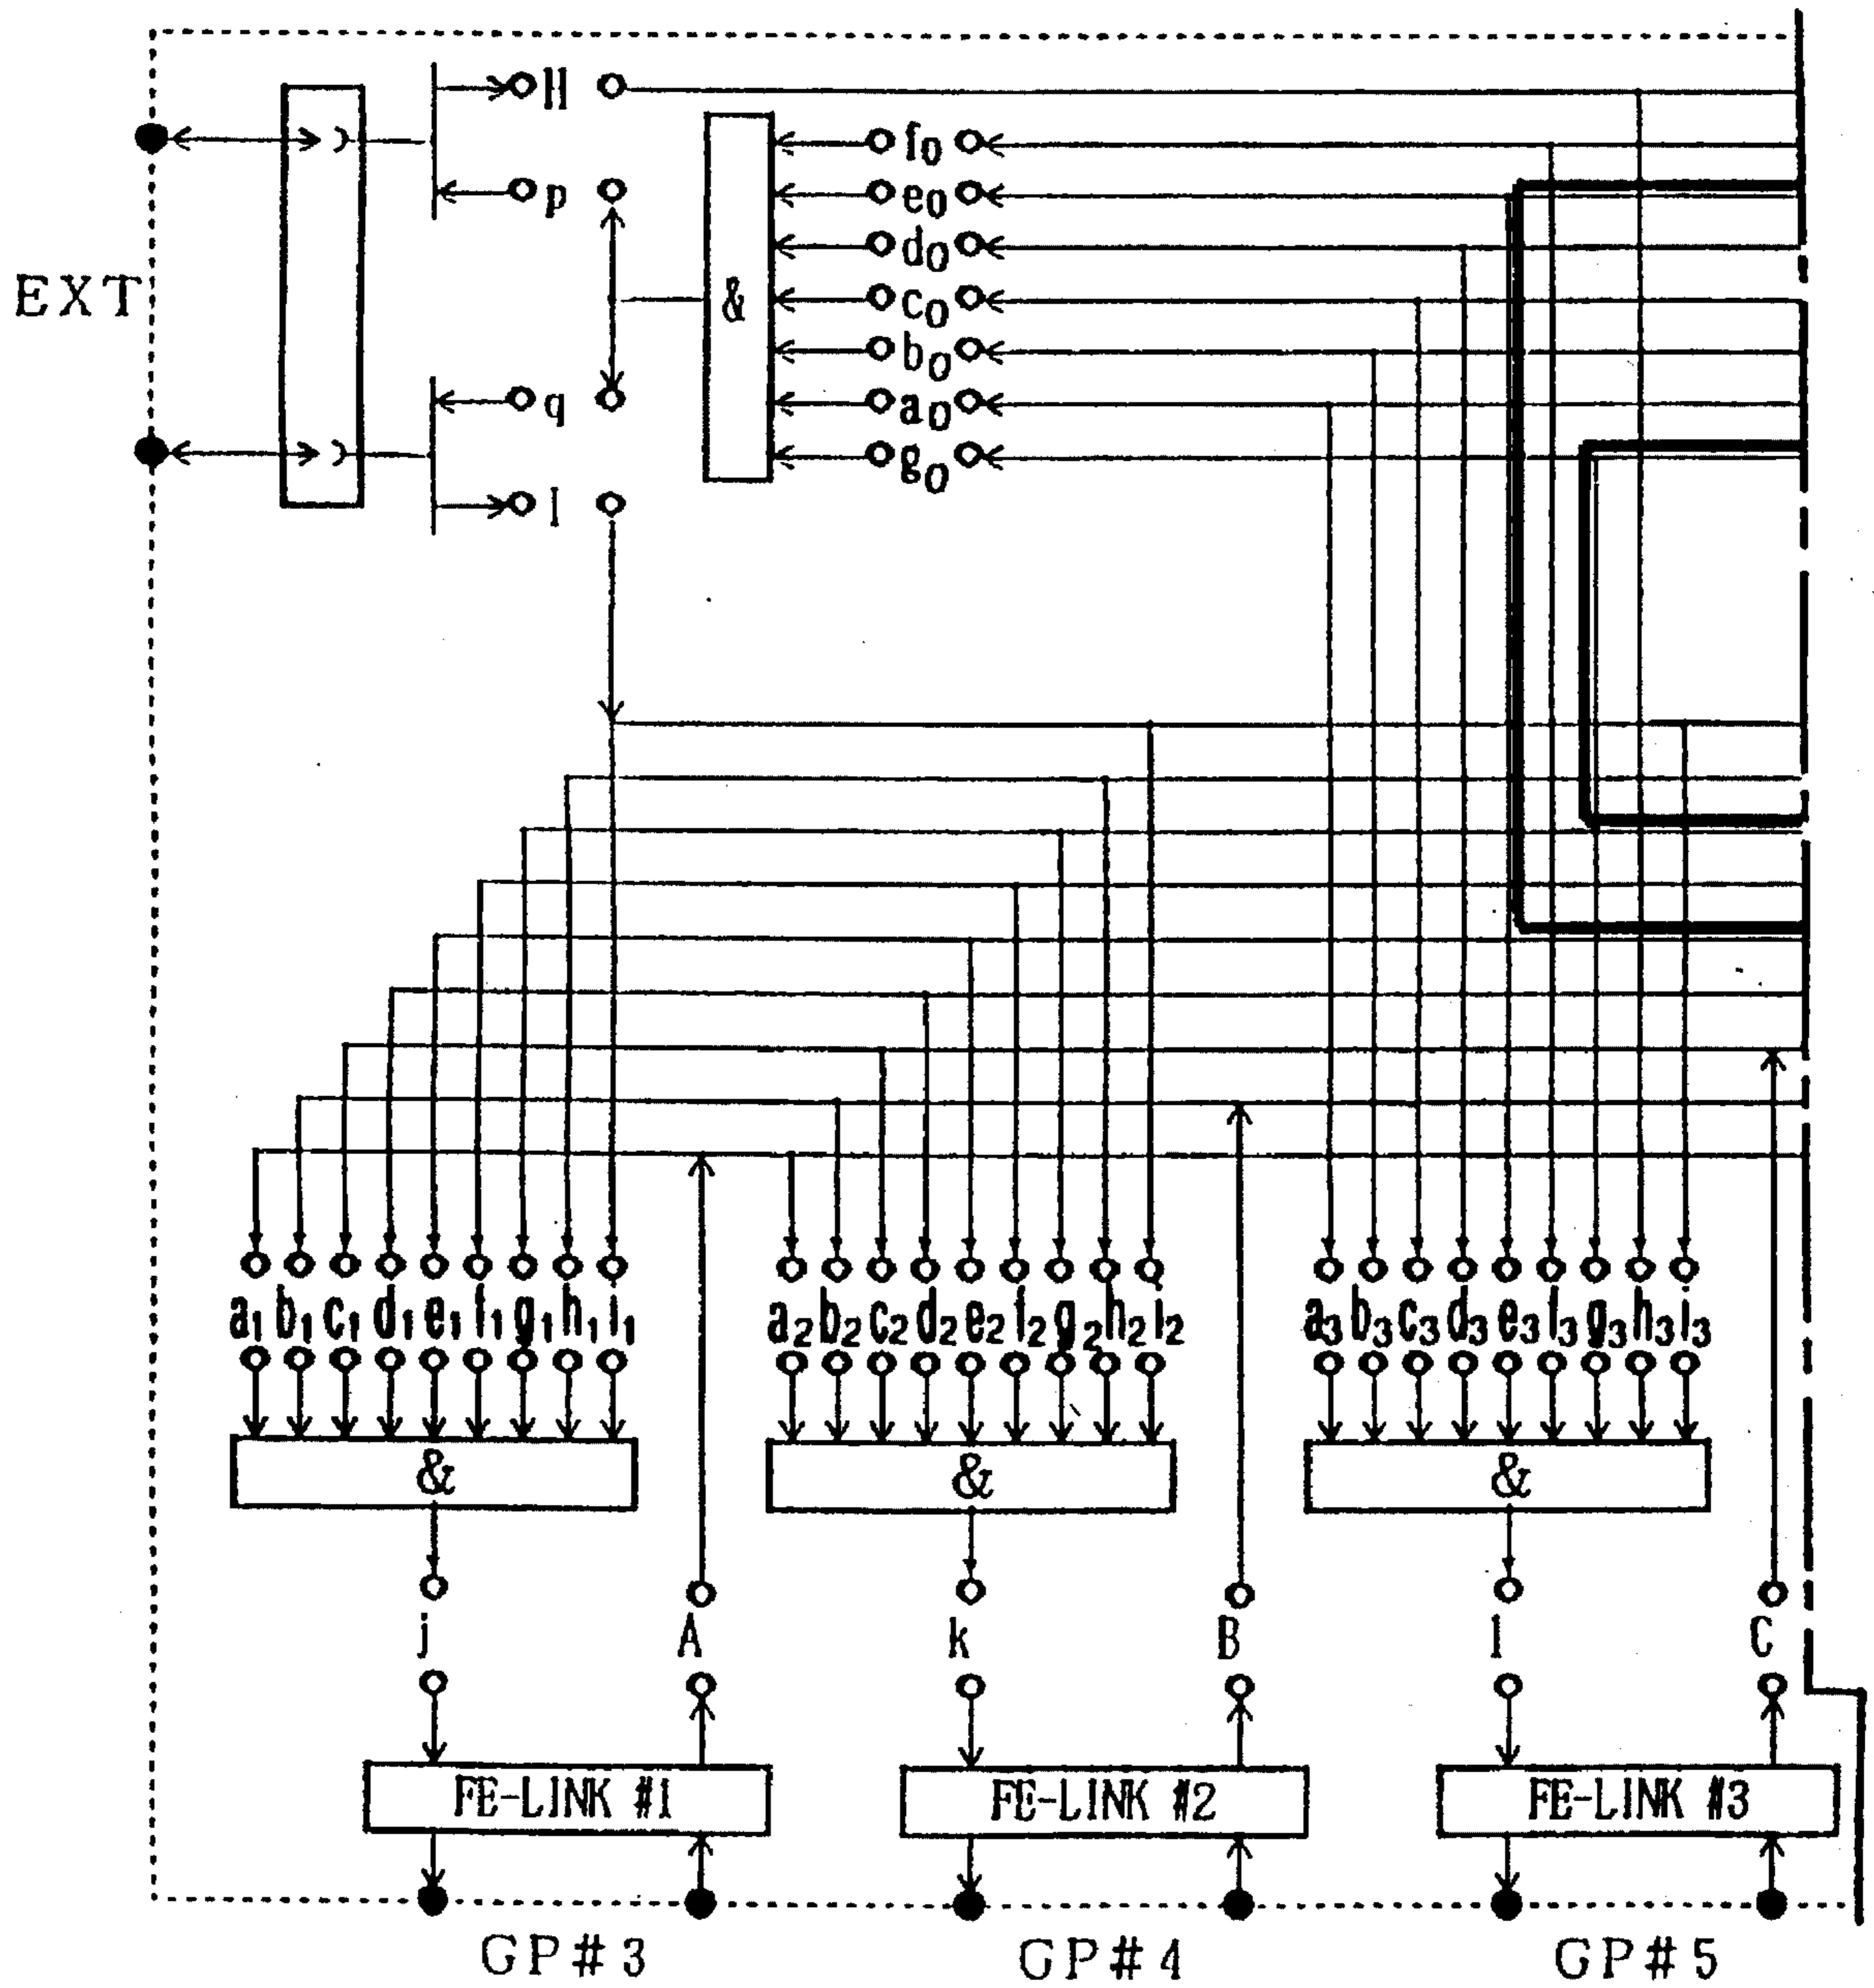 H
f0
p
e0
d0
EXT
&
c0
b0
q
a0
g0
I
a1 b1 c1 d1 e1 f1 g1 h1 i1
a2 b2 c2 d2 e2 f2 g2 h2 i2
a3 b3 c3 d3 e3 f3 g3 h3 i3
&
&
&
j
A
k
B
l
C
FE-LINK #1
FE-LINK #2
FE-LINK #3
GP#3
GP#4
GP#5